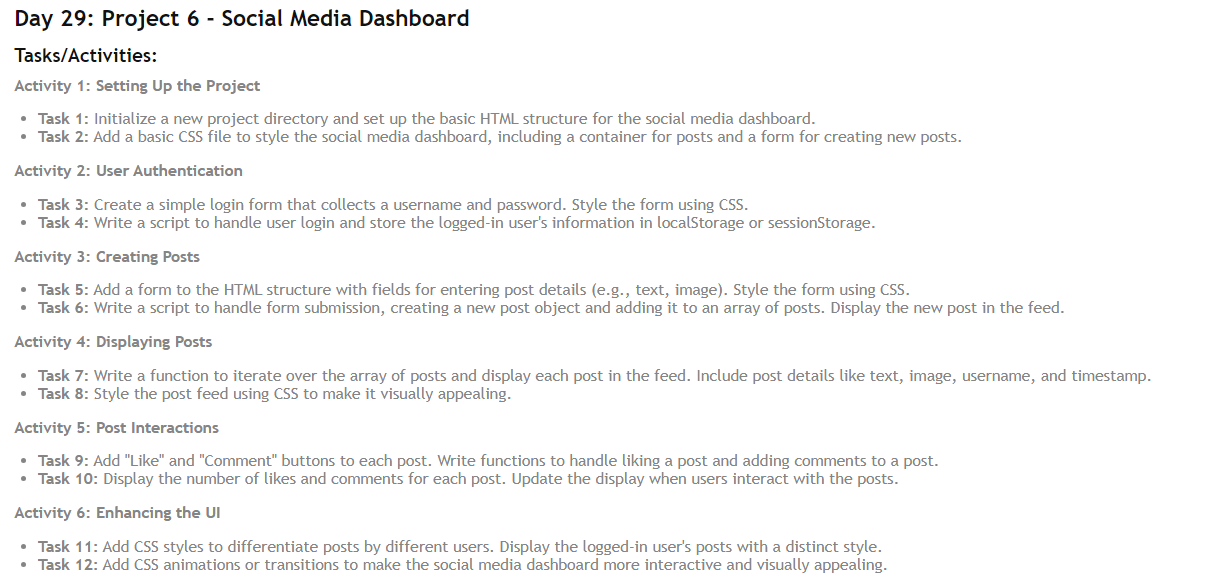 Day 29: Project 6 - Social Media Dashboard
Tasks/Activities:
Activity 1: Setting Up the Project
• Task 1: Initialize a new project directory and set up the basic HTML structure for the social media dashboard.
• Task 2: Add a basic CSS file to style the social media dashboard, including a container for posts and a form for creating new posts.
Activity 2: User Authentication
• Task 3: Create a simple login form that collects a username and password. Style the form using CSS.
• Task 4: Write a script to handle user login and store the logged-in user's information in localStorage or sessionStorage.
Activity 3: Creating Posts
• Task 5: Add a form to the HTML structure with fields for entering post details (e.g., text, image). Style the form using CSS.
• Task 6: Write a script to handle form submission, creating a new post object and adding it to an array of posts. Display the new post in the feed.
Activity 4: Displaying Posts
• Task 7: Write a function to iterate over the array of posts and display each post in the feed. Include post details like text, image, username, and timestamp.
• Task 8: Style the post feed using CSS to make it visually appealing.
Activity 5: Post Interactions
• Task 9: Add "Like" and "Comment" buttons to each post. Write functions to handle liking a post and adding comments to a post.
• Task 10: Display the number of likes and comments for each post. Update the display when users interact with the posts.
Activity 6: Enhancing the UI
• Task 11: Add CSS styles to differentiate posts by different users. Display the logged-in user's posts with a distinct style.
• Task 12: Add CSS animations or transitions to make the social media dashboard more interactive and visually appealing.